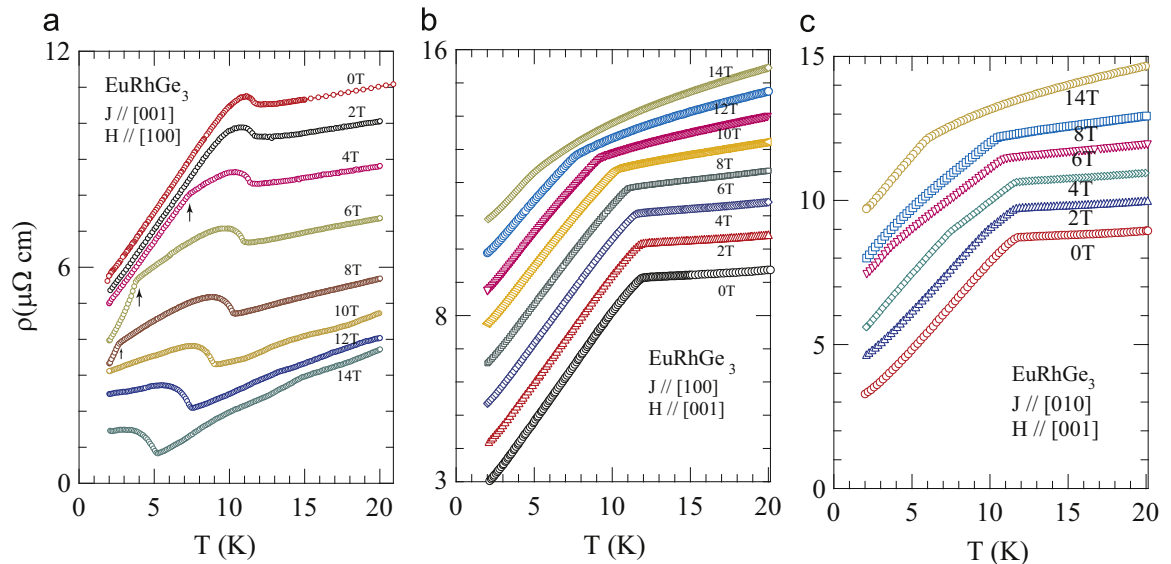 a
12
6
0
ρ(μΩ cm)
EuRhGe3
J // [001]
H // [100]
0T
2T
4T
6T
8T
10T
12T
14T
0 5 10 15 20
T (K)
b
16
8
3
14T
12T
10T
8T
6T
4T
2T
0T
EuRhGe3
J // [100]
H // [001]
0 5 10 15 20
T (K)
c
15
10
5
15
14T
8T
6T
4T
2T
0T
EuRhGe3
J // [010]
H // [001]
0 5 10 15 20
T (K)